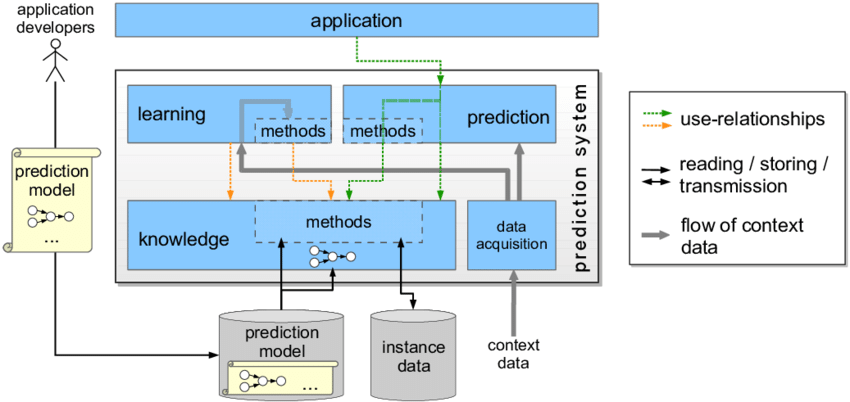 application
developers
application
learning
methods
methods
prediction
prediction system
prediction
model
...
knowledge
methods
data
acquisition
prediction
model
...
instance
data
context
data
use-relationships
reading / storing /
transmission
flow of context
data